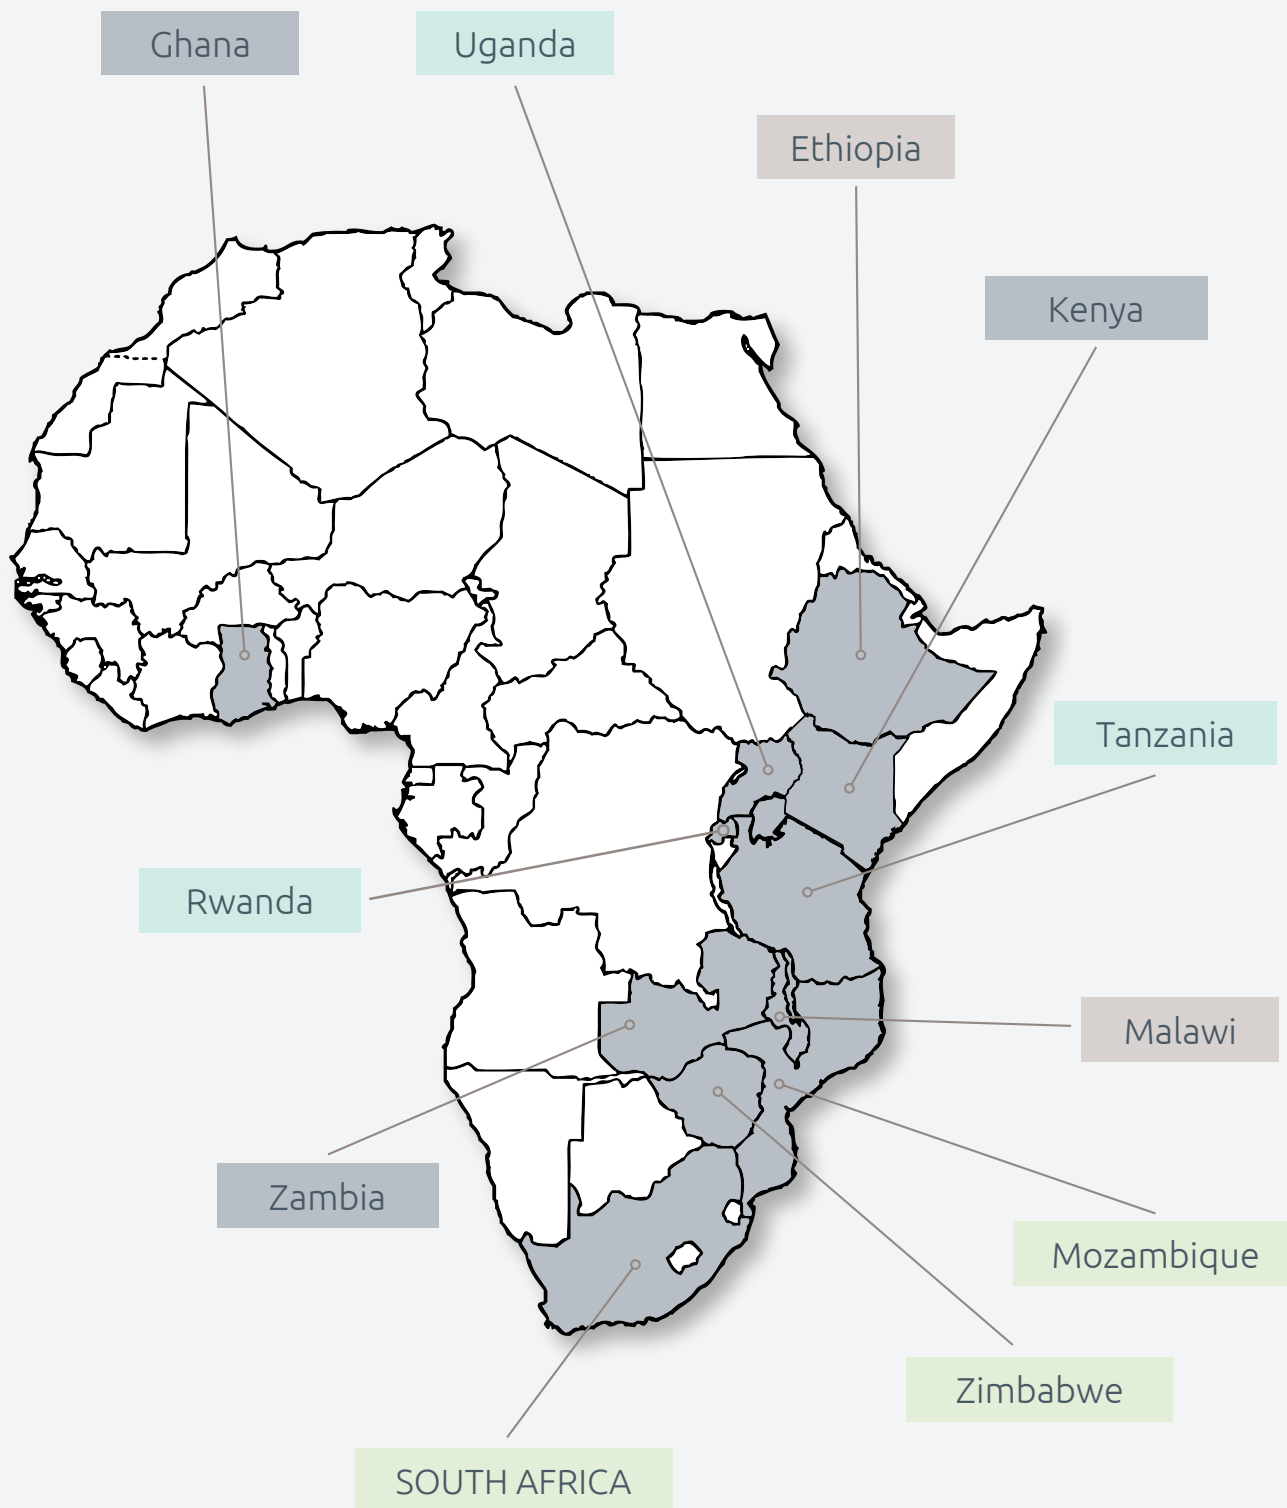 Ghana
Uganda
Ethiopia
Kenya
Tanzania
Rwanda
Malawi
Zambia
Mozambique
Zimbabwe
SOUTH AFRICA